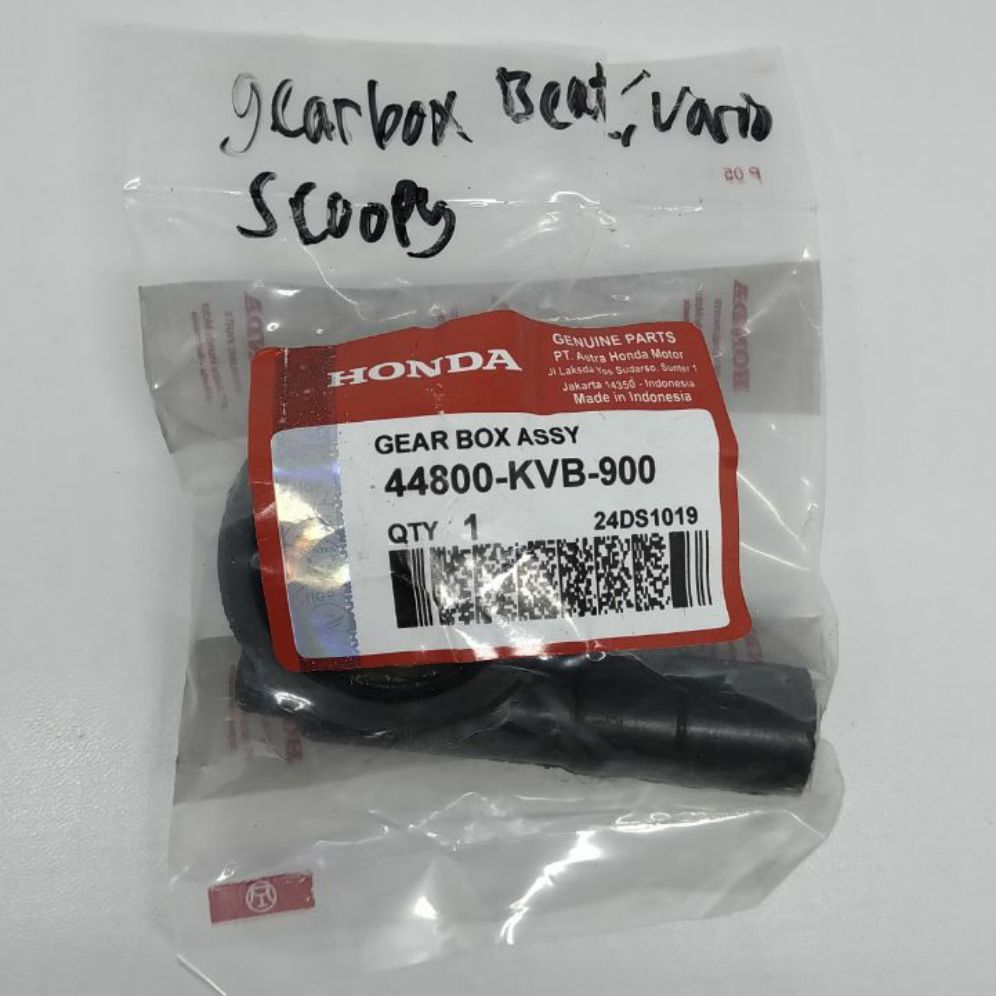 gearbox Beat, Vario
Scoopy
P 05
HONDA
GENUINE PARTS
PT. Astra Honda Motor
Jl Laksda Yos Sudarso, Sunter 1
Jakarta 14350 - Indonesia
Made in Indonesia
GEAR BOX ASSY
44800-KVB-900
QTY 1
24DS1019